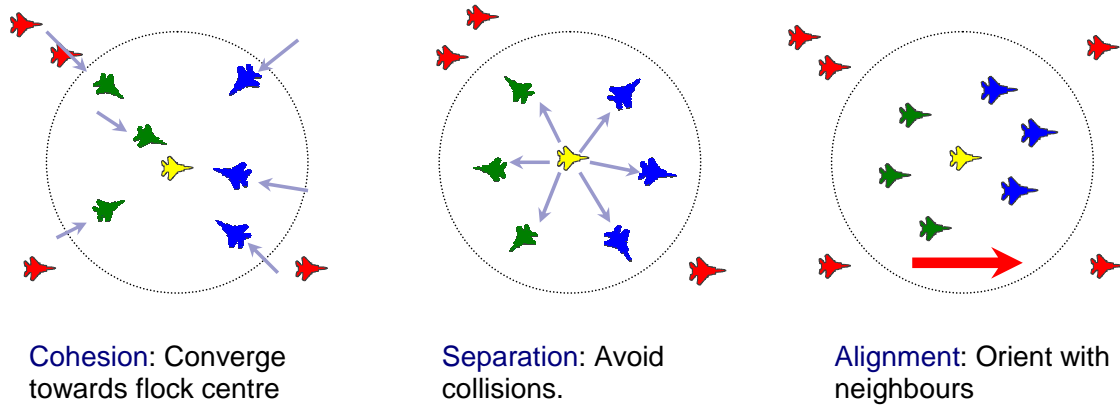 Cohesion: Converge
towards flock centre
Separation: Avoid
collisions.
Alignment: Orient with
neighbours